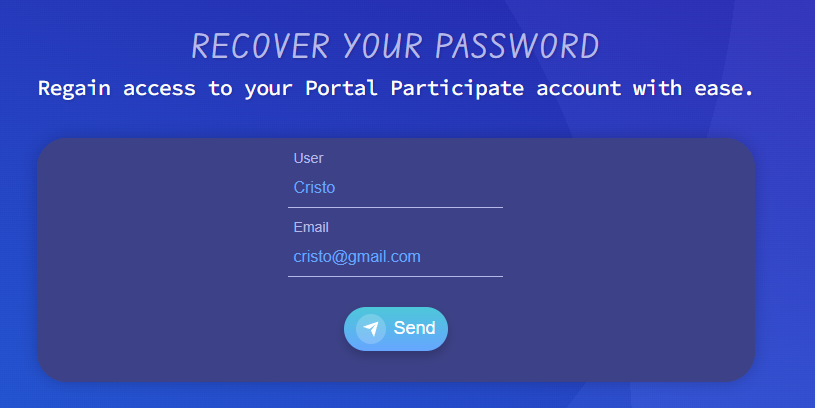 RECOVER YOUR PASSWORD
Regain access to your Portal Participate account with ease.
User
Cristo
Email
cristo@gmail.com
Send